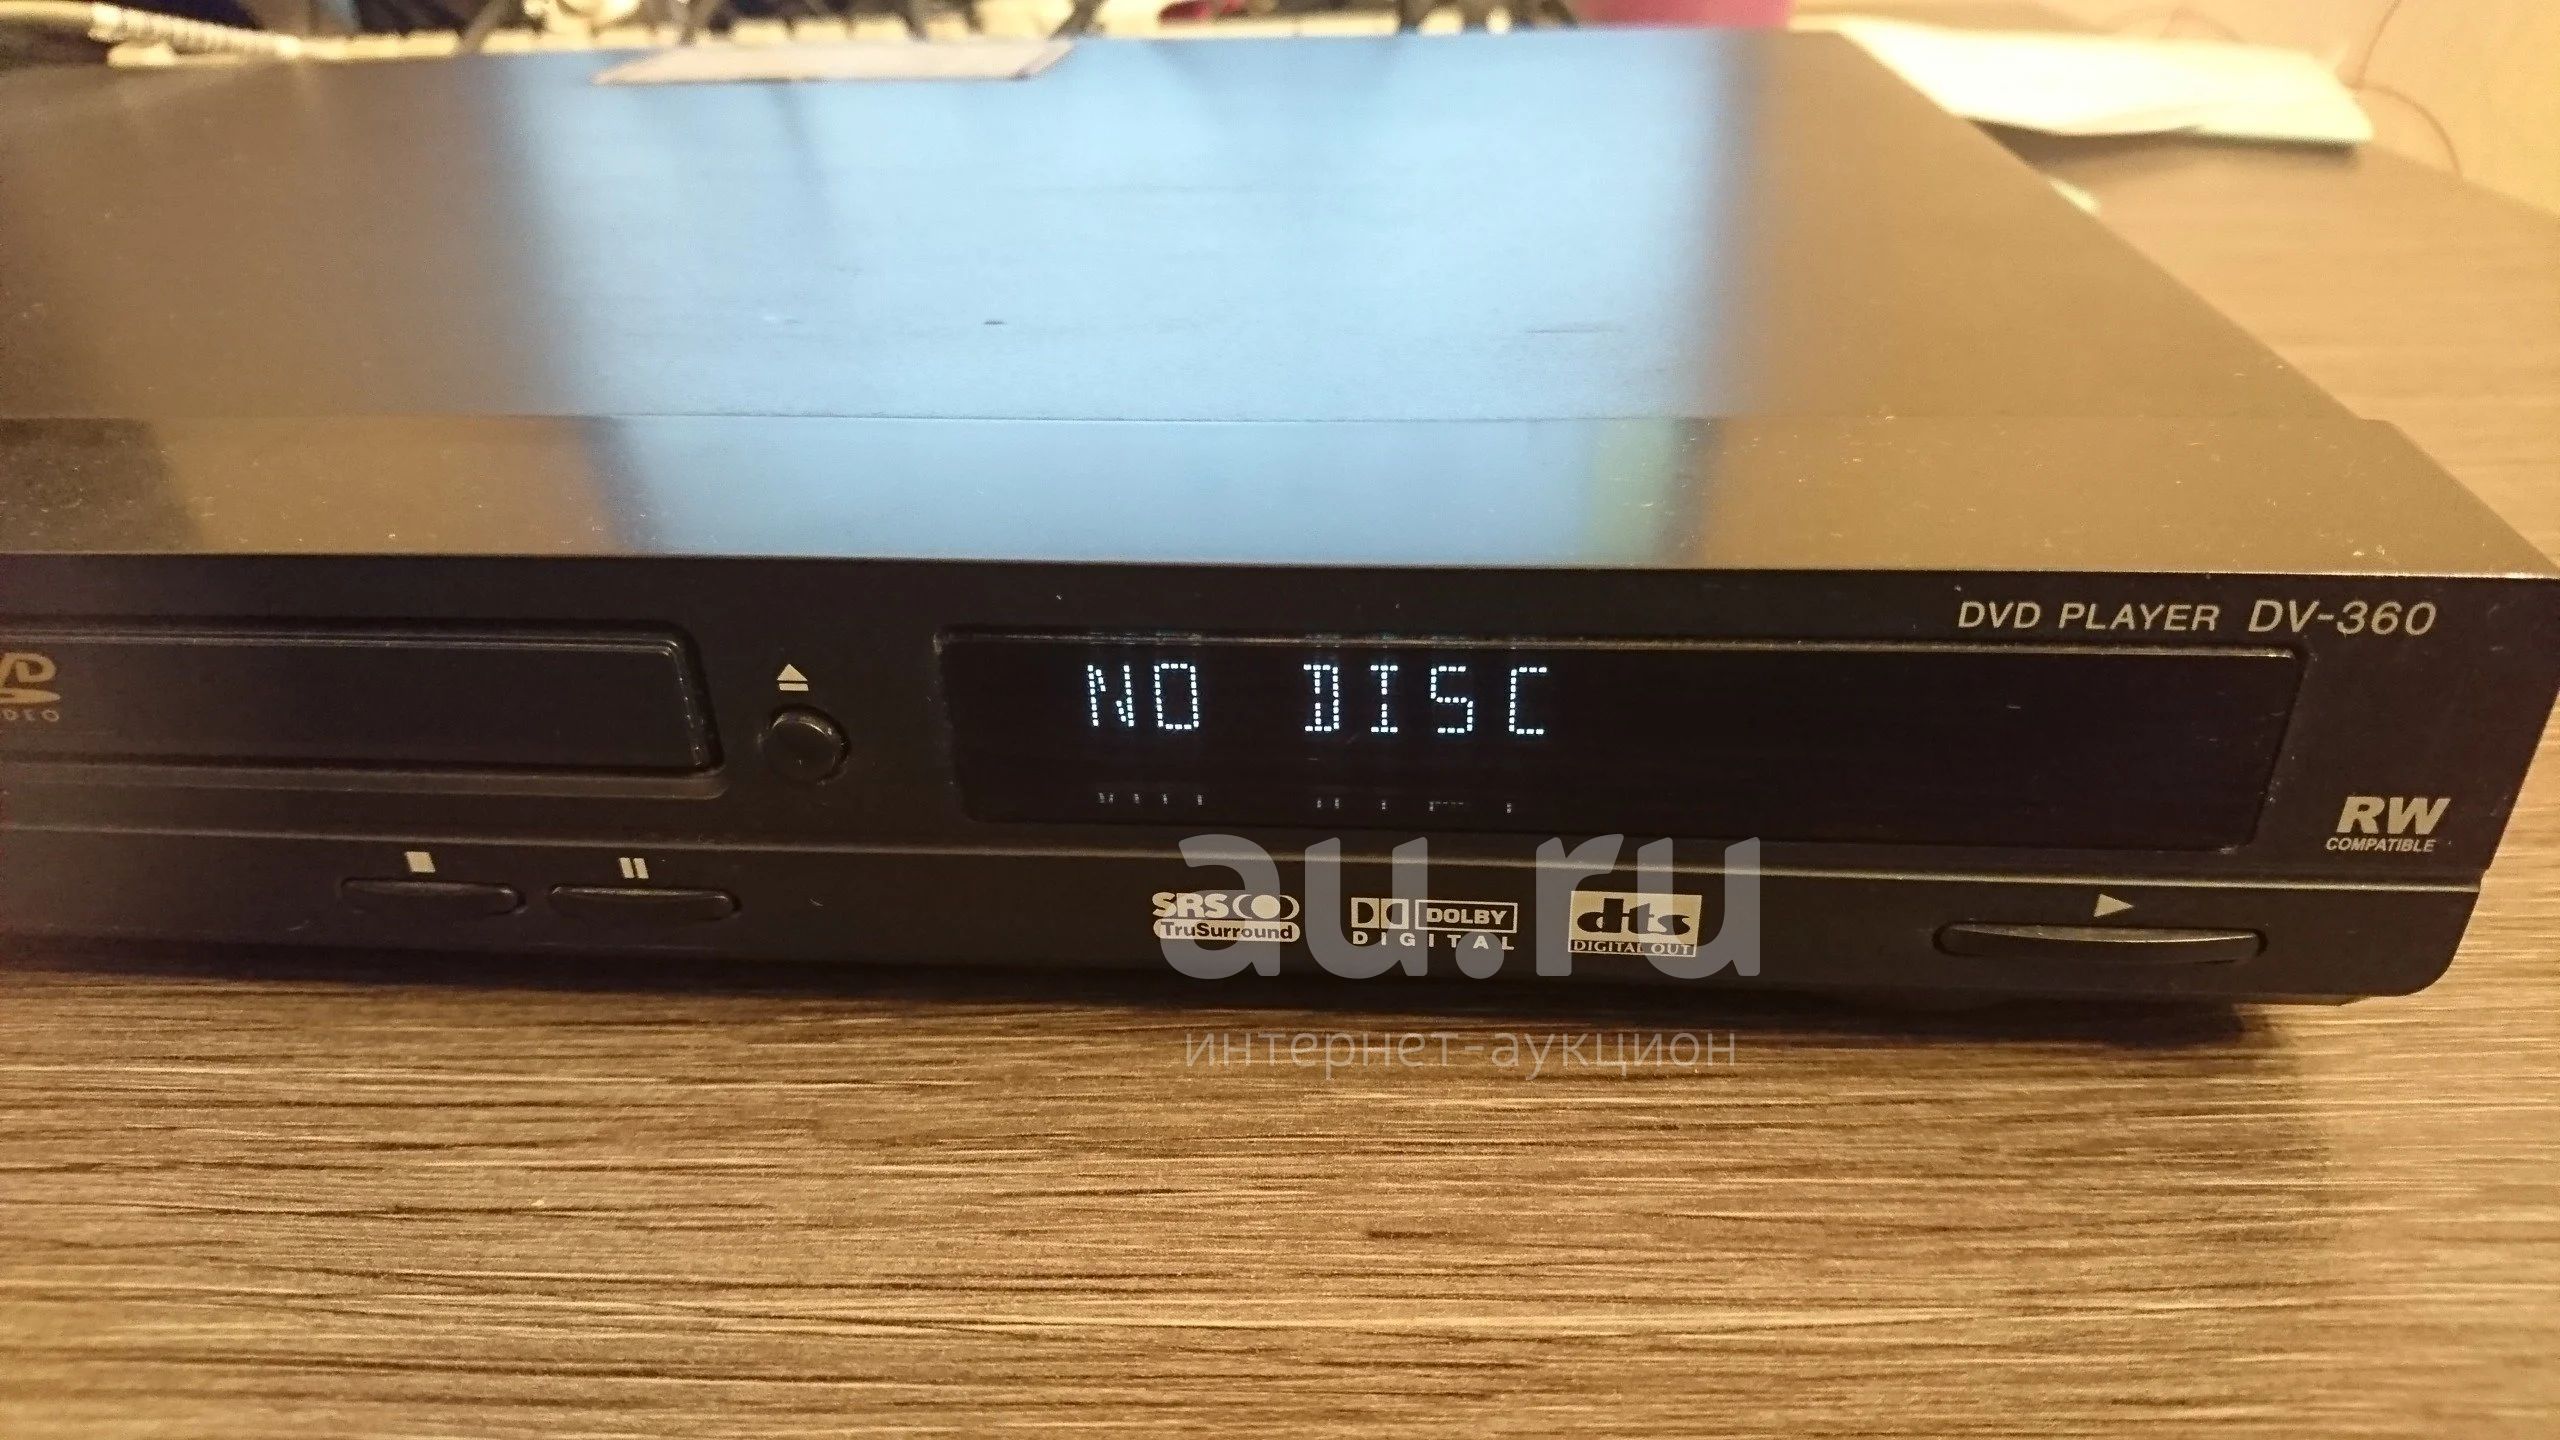 DVD PLAYER DV-360
NO DISC
RW
COMPATIBLE
SRS
TruSurround
DOLBY
DIGITAL
dts
DIGITAL OUT
au.ru
интернет-аукцион